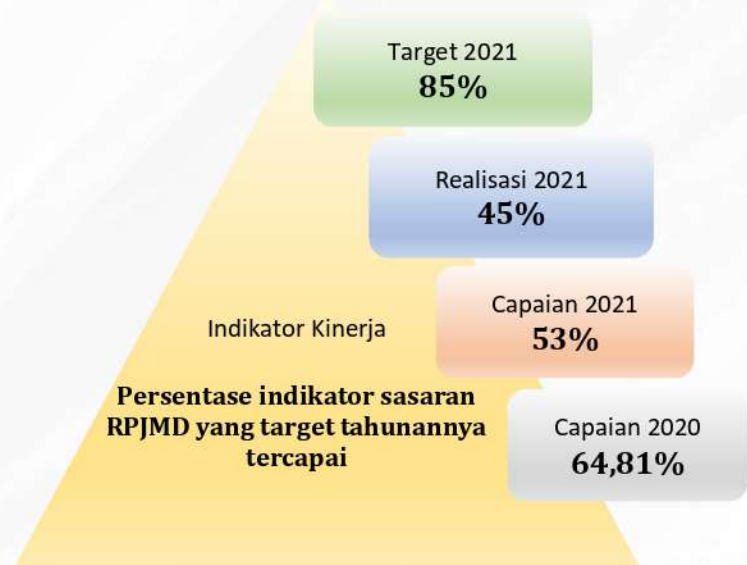 Target 2021
85%
Realisasi 2021
45%
Capaian 2021
53%
Indikator Kinerja
Persentase indikator sasaran
RPJMD yang target tahunannya
tercapai
Capaian 2020
64,81%